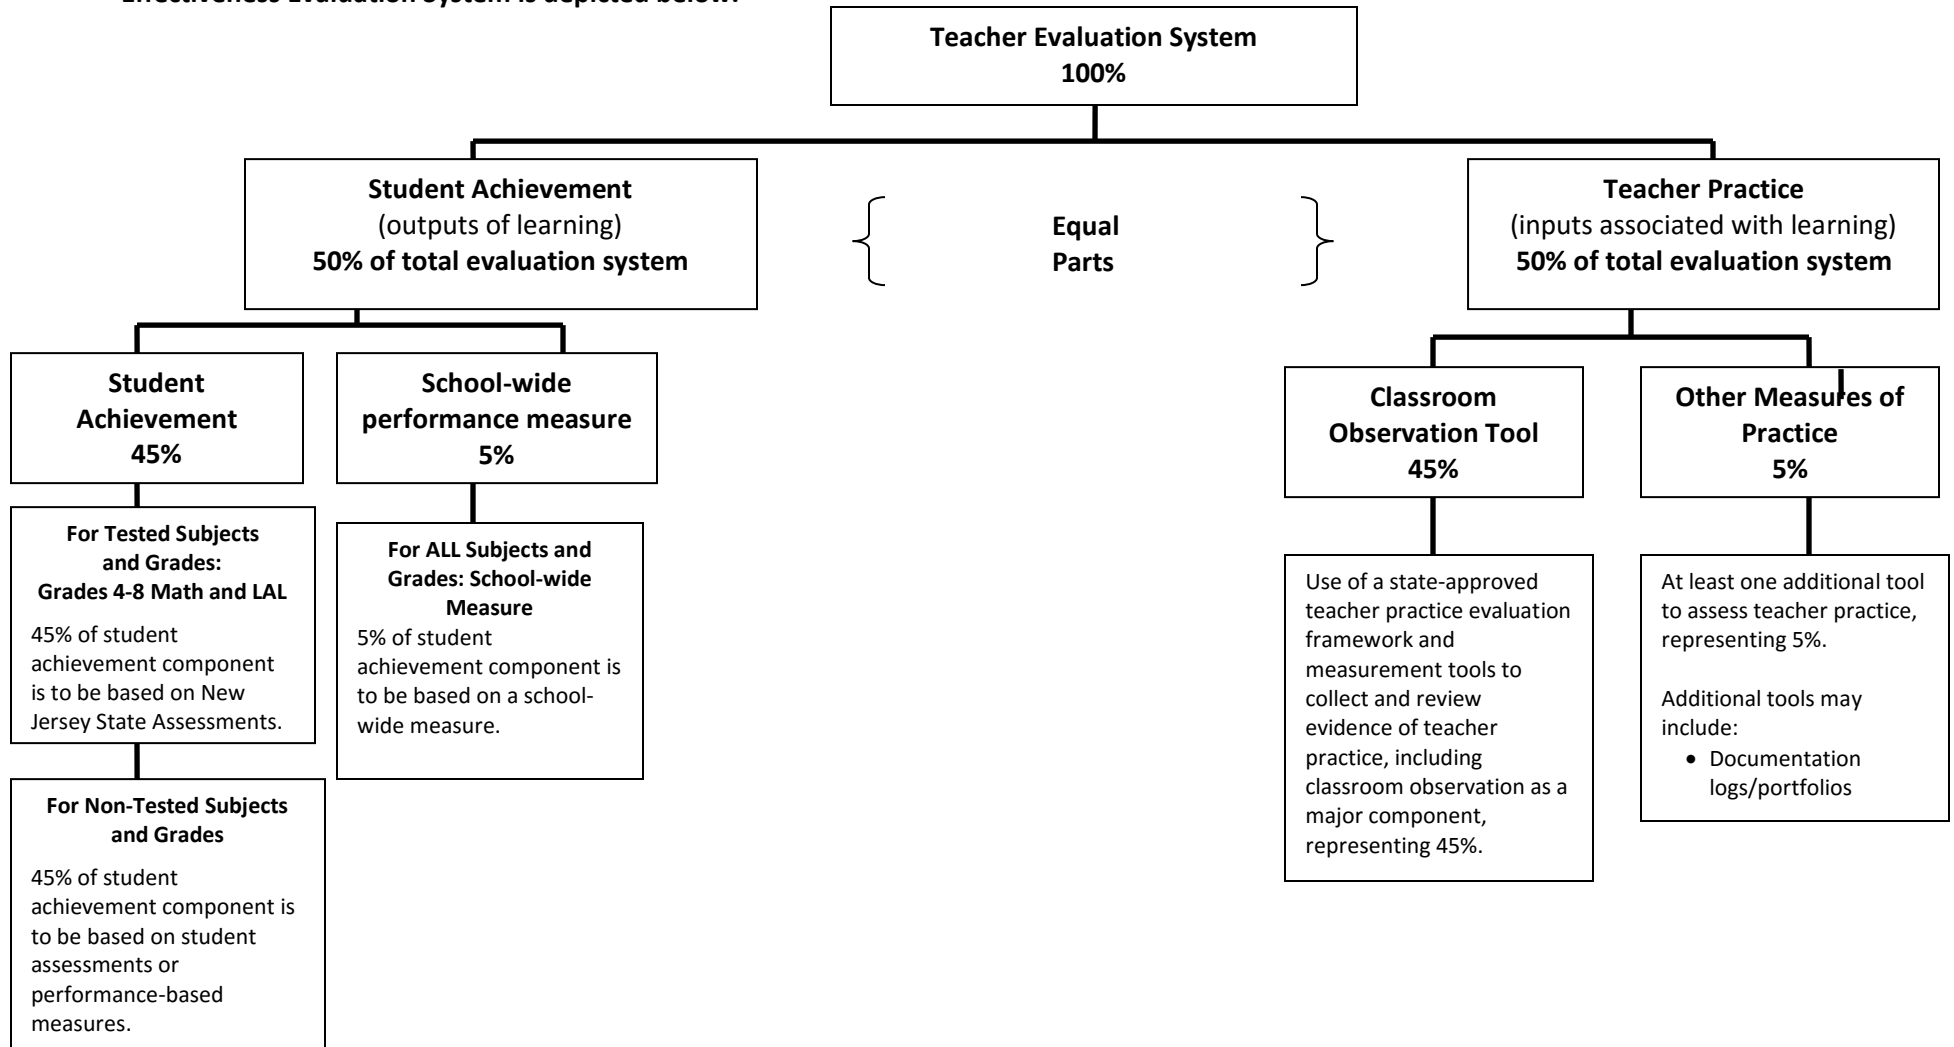 Effectiveness Evaluation System is depicted below.
Teacher Evaluation System
100%
Student Achievement
(outputs of learning)
50% of total evaluation system
Equal
Parts
Teacher Practice
(inputs associated with learning)
50% of total evaluation system
Student
Achievement
45%
School-wide
performance measure
5%
Classroom
Observation Tool
45%
Other Measures of
Practice
5%
For Tested Subjects
and Grades:
Grades 4-8 Math and LAL
45% of student
achievement component
is to be based on New
Jersey State Assessments.
For ALL Subjects and
Grades: School-wide
Measure
5% of student
achievement component is
to be based on a school-
wide measure.
Use of a state-approved
teacher practice evaluation
framework and
measurement tools to
collect and review
evidence of teacher
practice, including
classroom observation as a
major component,
representing 45%.
At least one additional tool
to assess teacher practice,
representing 5%.
Additional tools may
include:
• Documentation
logs/portfolios
For Non-Tested Subjects
and Grades
45% of student
achievement component is
to be based on student
assessments or
performance-based
measures.